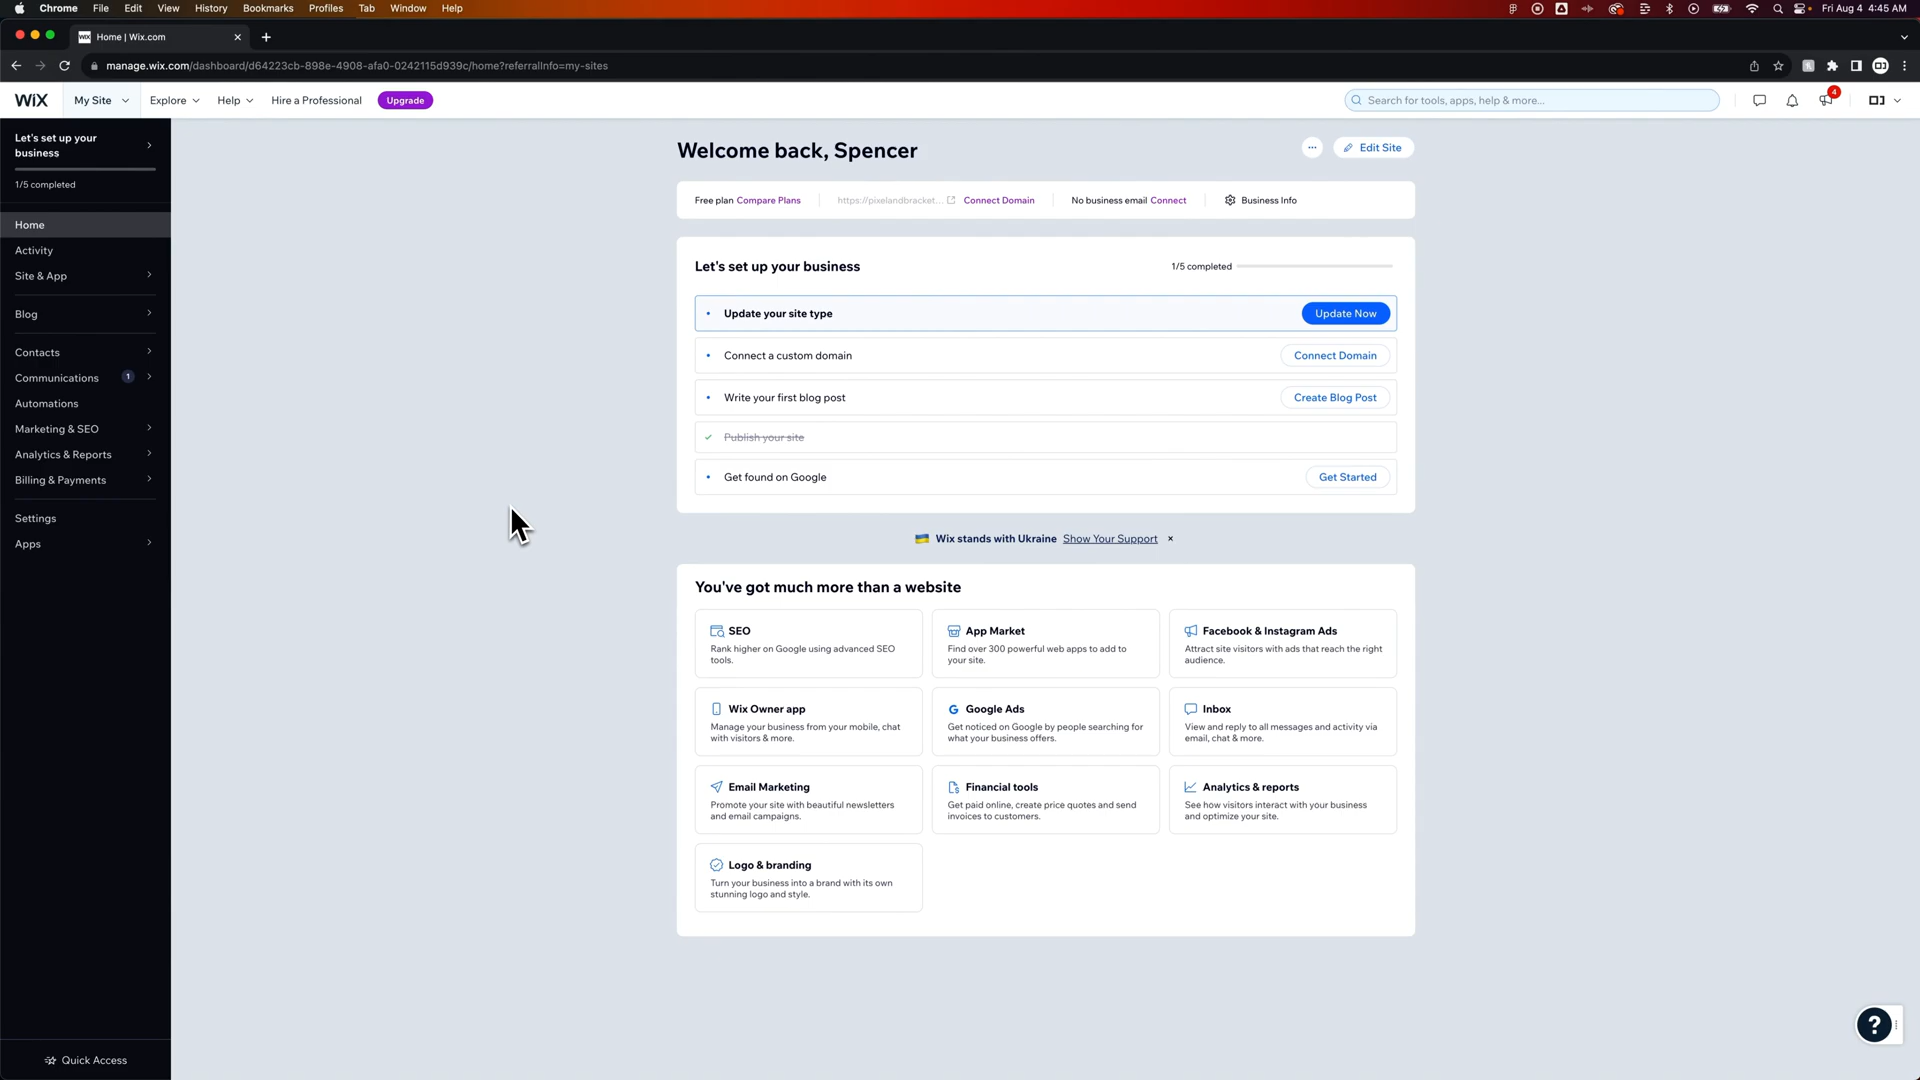 Chrome File Edit View History Bookmarks Profiles Tab Window Help
Fri Aug 4 4:45 AM
Home | Wix.com
manage.wix.com/dashboard/d64223cb-898e-4908-afa0-0242115d939c/home?referralInfo=my-sites
WiX My Site Explore Help Hire a Professional Upgrade
Search for tools, apps, help & more...
4
Let's set up your
business
1/5 completed
Home
Activity
Site & App
Blog
Contacts
Communications 1
Automations
Marketing & SEO
Analytics & Reports
Billing & Payments
Settings
Apps
Quick Access
Welcome back, Spencer
... Edit Site
Free plan Compare Plans https://pixelandbracket... Connect Domain No business email Connect Business Info
Let's set up your business 1/5 completed
Update your site type Update Now
Connect a custom domain Connect Domain
Write your first blog post Create Blog Post
Publish your site
Get found on Google Get Started
Wix stands with Ukraine Show Your Support
You've got much more than a website
SEO
Rank higher on Google using advanced SEO
tools.
App Market
Find over 300 powerful web apps to add to
your site.
Facebook & Instagram Ads
Attract site visitors with ads that reach the right
audience.
Wix Owner app
Manage your business from your mobile, chat
with visitors & more.
Google Ads
Get noticed on Google by people searching for
what your business offers.
Inbox
View and reply to all messages and activity via
email, chat & more.
Email Marketing
Promote your site with beautiful newsletters
and email campaigns.
Financial tools
Get paid online, create price quotes and send
invoices to customers.
Analytics & reports
See how visitors interact with your business
and optimize your site.
Logo & branding
Turn your business into a brand with its own
stunning logo and style.
?